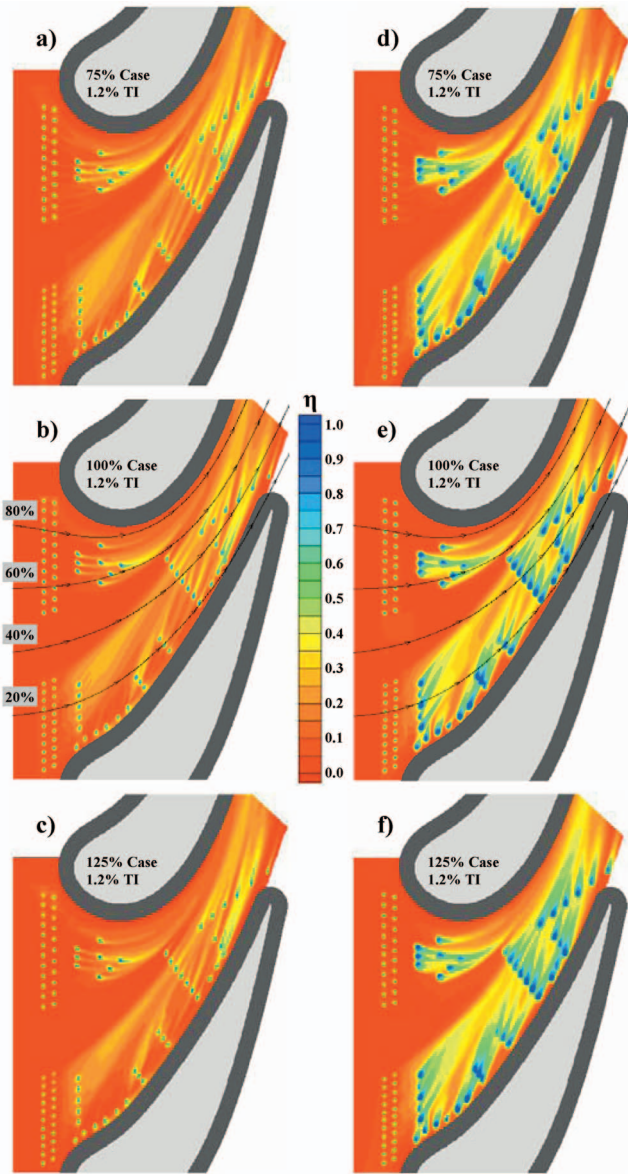 a)
75% Case
1.2% TI
d)
75% Case
1.2% TI
b)
100% Case
1.2% TI
80%
60%
40%
20%
η
1.0
0.9
0.8
0.7
0.6
0.5
0.4
0.3
0.2
0.1
0.0
e)
100% Case
1.2% TI
c)
125% Case
1.2% TI
f)
125% Case
1.2% TI